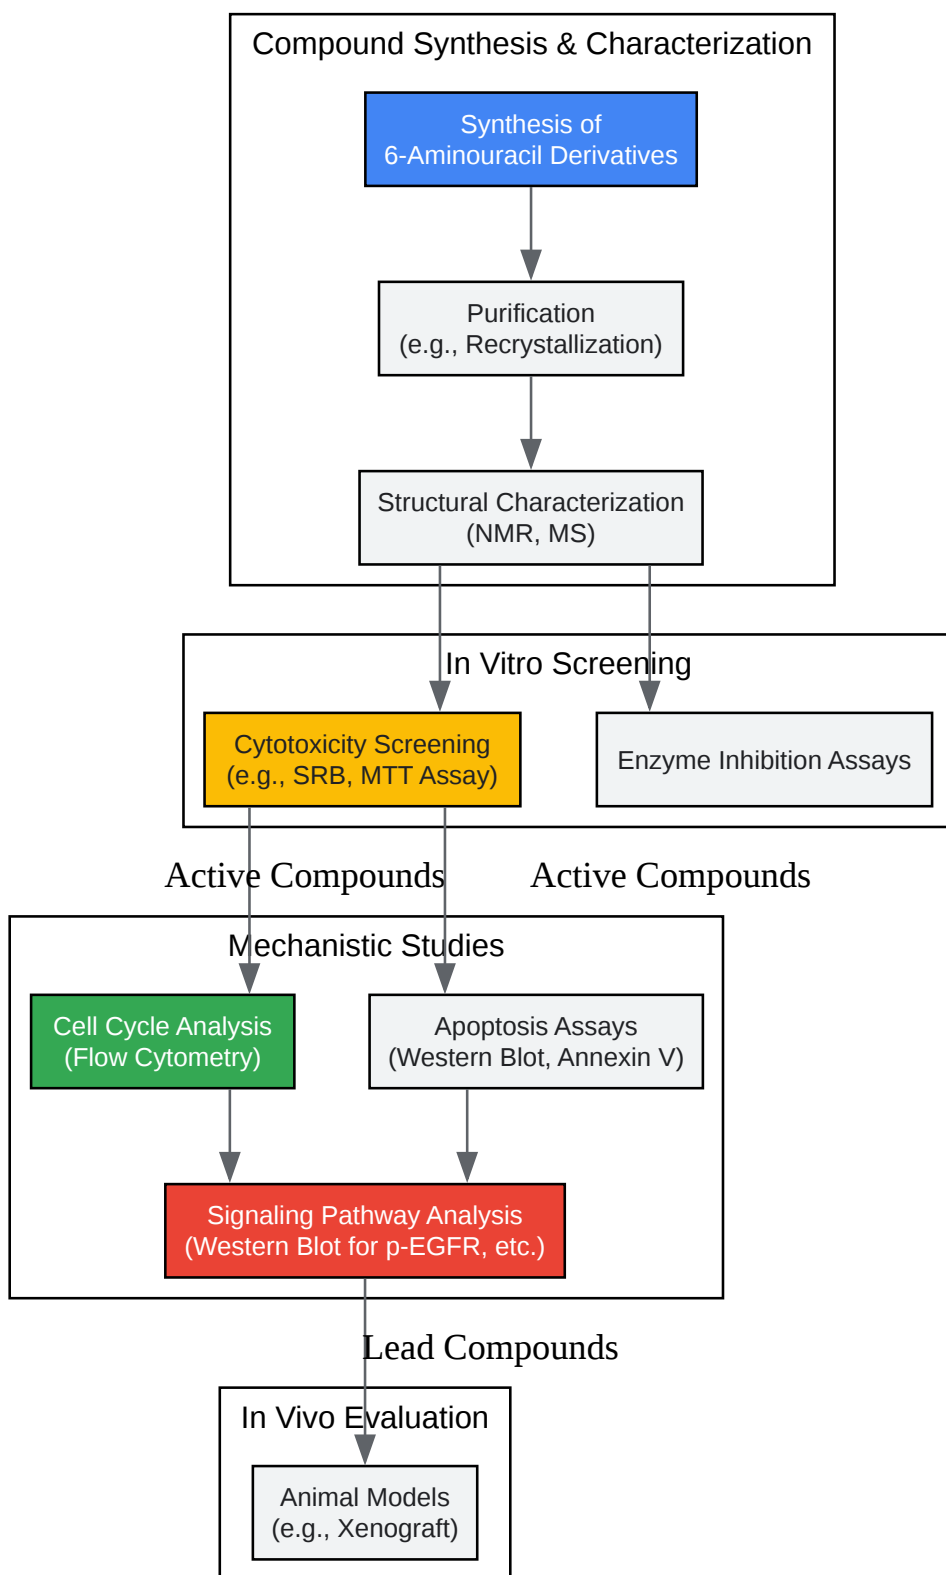 Compound Synthesis & Characterization
Synthesis of
6-Aminouracil Derivatives
Purification
(e.g., Recrystallization)
Structural Characterization
(NMR, MS)
In Vitro Screening
Cytotoxicity Screening
(e.g., SRB, MTT Assay)
Enzyme Inhibition Assays
Active Compounds
Active Compounds
Mechanistic Studies
Cell Cycle Analysis
(Flow Cytometry)
Apoptosis Assays
(Western Blot, Annexin V)
Signaling Pathway Analysis
(Western Blot for p-EGFR, etc.)
Lead Compounds
In Vivo Evaluation
Animal Models
(e.g., Xenograft)